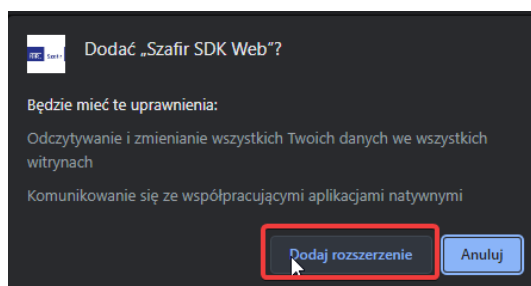 Dodać „Szafir SDK Web”?
Będzie mieć te uprawnienia:
Odczytywanie i zmienianie wszystkich Twoich danych we wszystkich
witrynach
Komunikowanie się ze współpracującymi aplikacjami natywnymi
Dodaj rozszerzenie
Anuluj